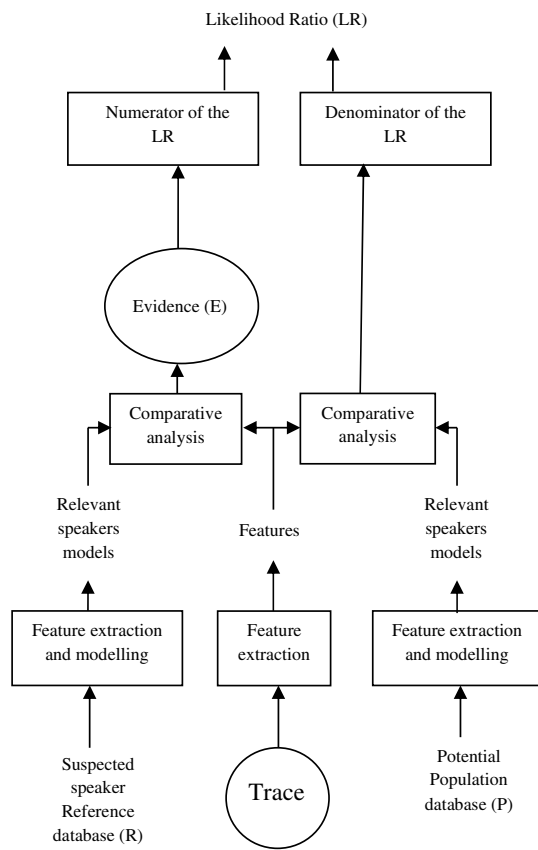 Likelihood Ratio (LR)
Numerator of the
LR
Denominator of the
LR
Evidence (E)
Comparative
analysis
Comparative
analysis
Relevant
speakers
models
Features
Relevant
speakers
models
Feature extraction
and modelling
Feature
extraction
Feature extraction
and modelling
Suspected
speaker
Reference
database (R)
Trace
Potential
Population
database (P)